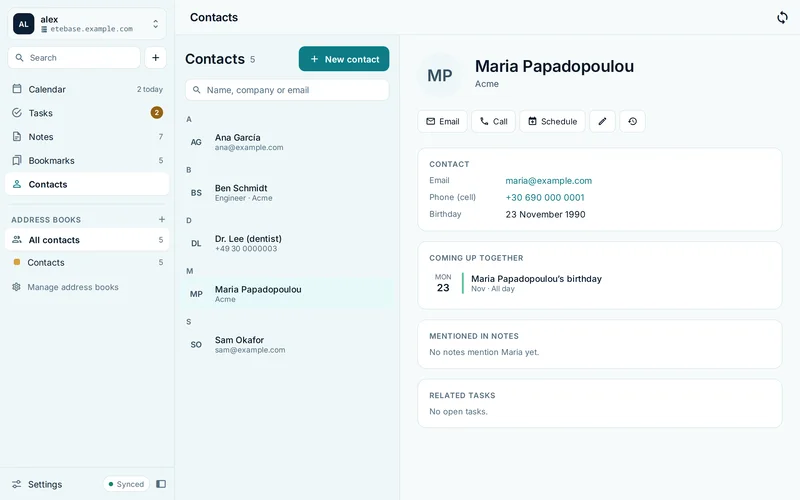 AL
alex
etebase.example.com
Search
Calendar 2 today
Tasks 2
Notes 7
Bookmarks 5
Contacts
ADDRESS BOOKS
All contacts 5
Contacts 5
Manage address books
Settings
Synced
Contacts
Contacts 5
New contact
Name, company or email
A
AG
Ana García
ana@example.com
B
BS
Ben Schmidt
Engineer · Acme
D
DL
Dr. Lee (dentist)
+49 30 0000003
M
MP
Maria Papadopoulou
Acme
S
SO
Sam Okafor
sam@example.com
MP
Maria Papadopoulou
Acme
Email
Call
Schedule
CONTACT
Email maria@example.com
Phone (cell) +30 690 000 0001
Birthday 23 November 1990
COMING UP TOGETHER
MON
23
Maria Papadopoulou's birthday
Nov · All day
MENTIONED IN NOTES
No notes mention Maria yet.
RELATED TASKS
No open tasks.